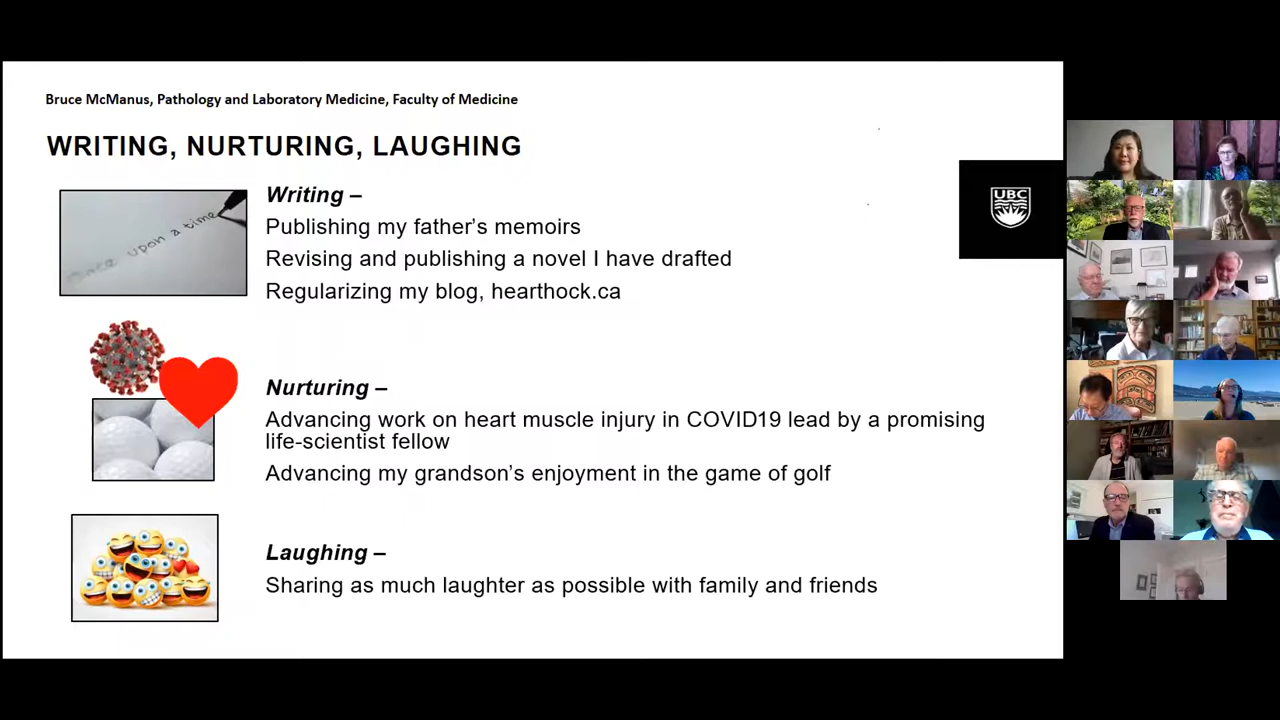 Bruce McManus, Pathology and Laboratory Medicine, Faculty of Medicine
WRITING, NURTURING, LAUGHING
once upon a time
Writing –
Publishing my father’s memoirs
Revising and publishing a novel I have drafted
Regularizing my blog, hearthock.ca
UBC
Nurturing –
Advancing work on heart muscle injury in COVID19 lead by a promising
life-scientist fellow
Advancing my grandson’s enjoyment in the game of golf
Laughing –
Sharing as much laughter as possible with family and friends